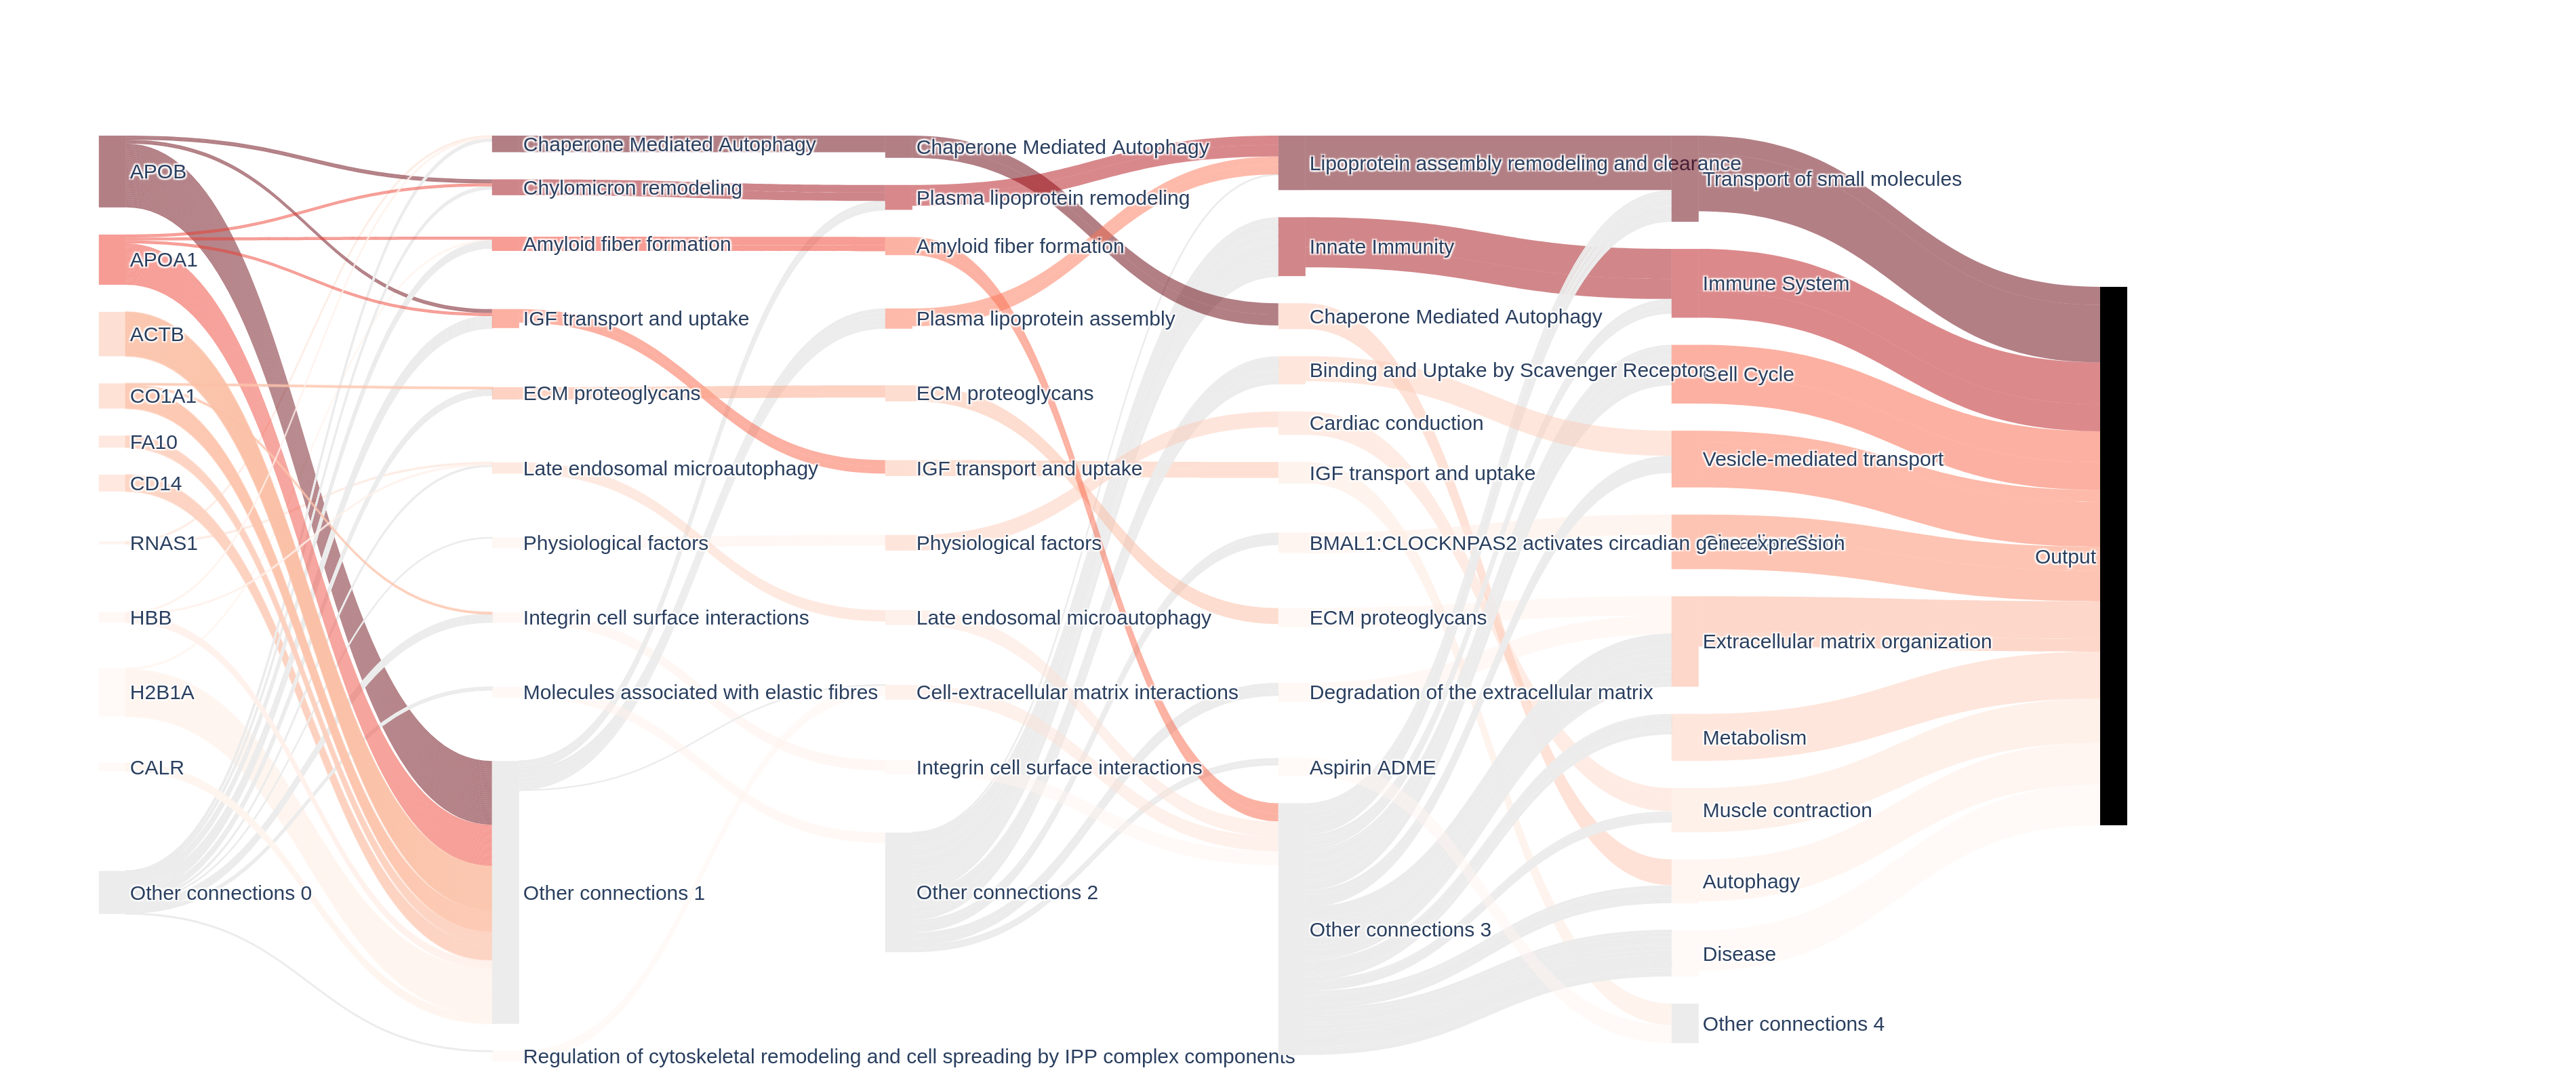 APOB
APOA1
ACTB
CO1A1
FA10
CD14
RNAS1
HBB
H2B1A
CALR
Other connections 0
Chaperone Mediated Autophagy
Chylomicron remodeling
Amyloid fiber formation
IGF transport and uptake
ECM proteoglycans
Late endosomal microautophagy
Physiological factors
Integrin cell surface interactions
Molecules associated with elastic fibres
Other connections 1
Regulation of cytoskeletal remodeling and cell spreading by IPP complex components
Chaperone Mediated Autophagy
Plasma lipoprotein remodeling
Amyloid fiber formation
Plasma lipoprotein assembly
ECM proteoglycans
IGF transport and uptake
Physiological factors
Late endosomal microautophagy
Cell-extracellular matrix interactions
Integrin cell surface interactions
Other connections 2
Lipoprotein assembly remodeling and clearance
Innate Immunity
Chaperone Mediated Autophagy
Binding and Uptake by Scavenger Receptors
Cardiac conduction
IGF transport and uptake
BMAL1:CLOCKNPAS2 activates circadian gene expression
ECM proteoglycans
Degradation of the extracellular matrix
Aspirin ADME
Other connections 3
Transport of small molecules
Immune System
Cell Cycle
Vesicle-mediated transport
Extracellular matrix organization
Metabolism
Muscle contraction
Autophagy
Disease
Other connections 4
Output